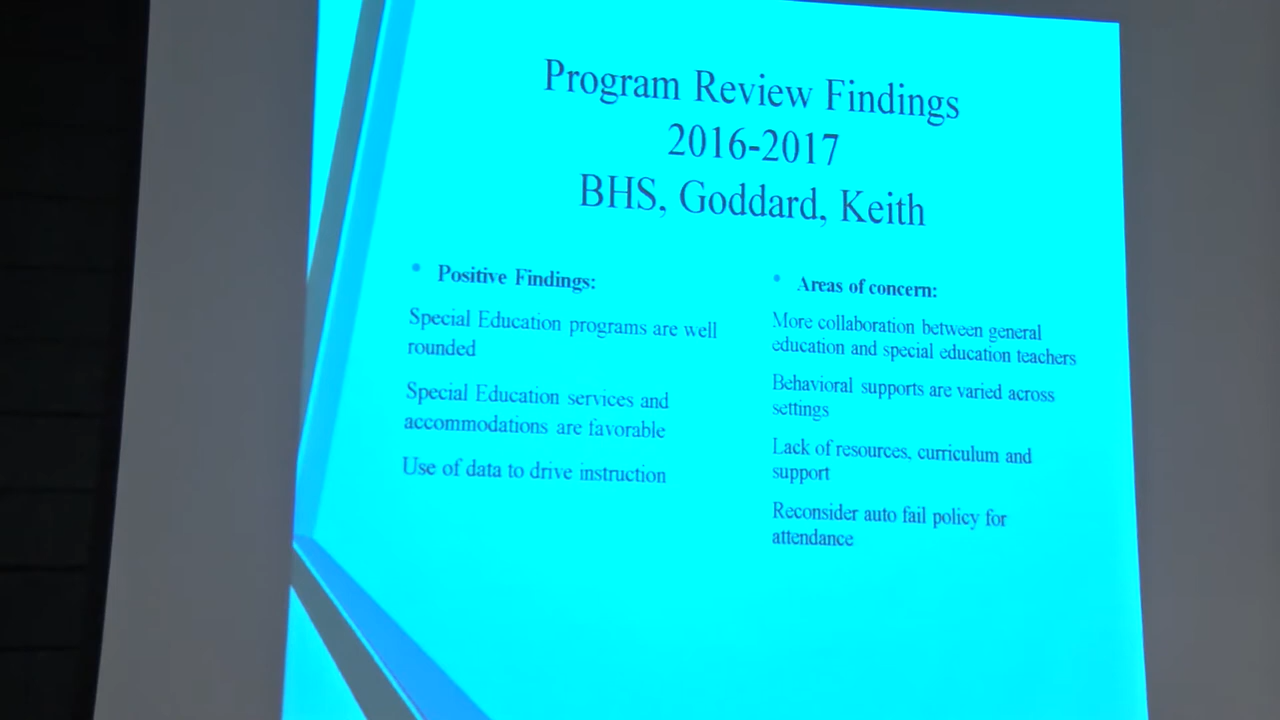 Program Review Findings
2016-2017
BHS, Goddard, Keith
• Positive Findings:
Special Education programs are well
rounded
Special Education services and
accommodations are favorable
Use of data to drive instruction
• Areas of concern:
More collaboration between general
education and special education teachers
Behavioral supports are varied across
settings
Lack of resources, curriculum and
support
Reconsider auto fail policy for
attendance